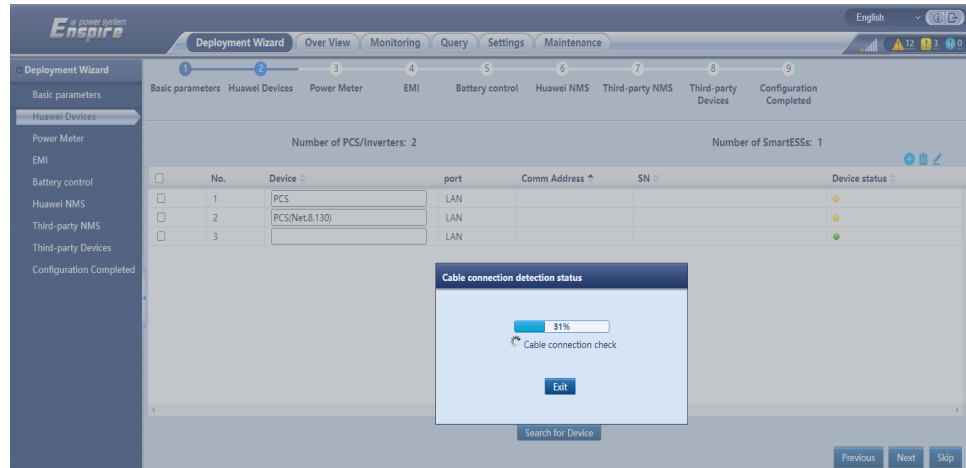 e power system
Enspire
English
Deployment Wizard Over View Monitoring Query Settings Maintenance
12 3 0
Deployment Wizard
Basic parameters
Huawei Devices
Power Meter
EMI
Battery control
Huawei NMS
Third-party NMS
Third-party Devices
Configuration Completed
1 2 3 4 5 6 7 8 9
Basic parameters Huawei Devices Power Meter EMI Battery control Huawei NMS Third-party NMS Third-party Configuration
Devices Completed
Number of PCS/Inverters: 2 Number of SmartESSs: 1
No. Device port Comm Address SN Device status
1 PCS LAN
2 PCS(Net.8.130) LAN
3 LAN
Cable connection detection status
31%
Cable connection check
Exit
Search for Device
Previous Next Skip